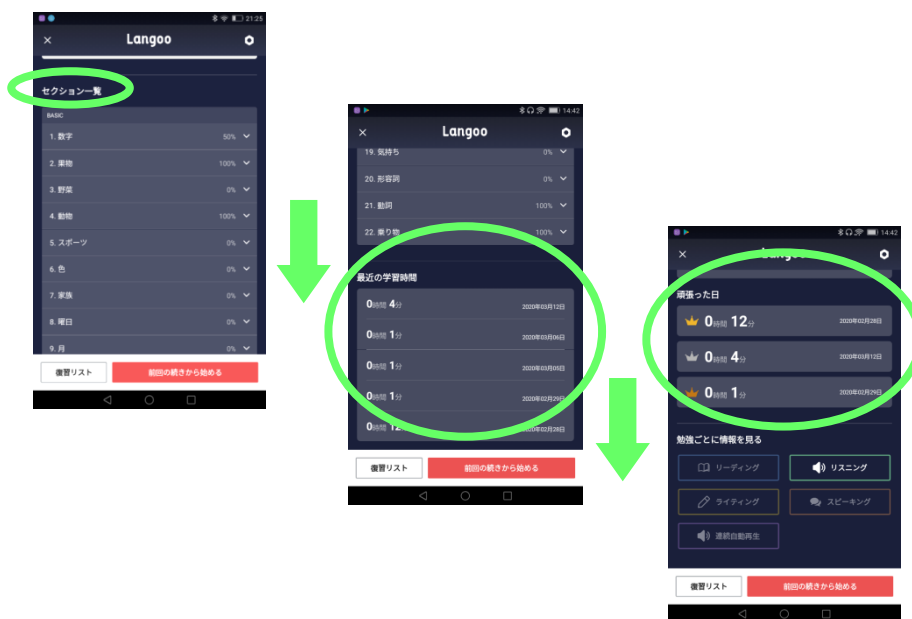 21:25
Langoo
セクション一覧
BASIC
1. 数字 50%
2. 果物 100%
3. 野菜 0%
4. 動物 100%
5. スポーツ 0%
6. 色 0%
7. 家族 0%
8. 曜日 0%
9. 月 0%
復習リスト 前回の続きから始める
14:42
Langoo
19. 気持ち 0%
20. 形容詞 0%
21. 動詞 100%
22. 乗り物 100%
最近の学習時間
0時間 4分 2020年03月12日
0時間 1分 2020年03月06日
0時間 1分 2020年03月05日
0時間 1分 2020年02月29日
0時間 12分 2020年02月28日
復習リスト 前回の続きから始める
14:42
Langoo
頑張った日
0時間 12分 2020年02月28日
0時間 4分 2020年03月12日
0時間 1分 2020年02月29日
勉強ごとに情報を見る
リーディング リスニング
ライティング スピーキング
連続自動再生
復習リスト 前回の続きから始める